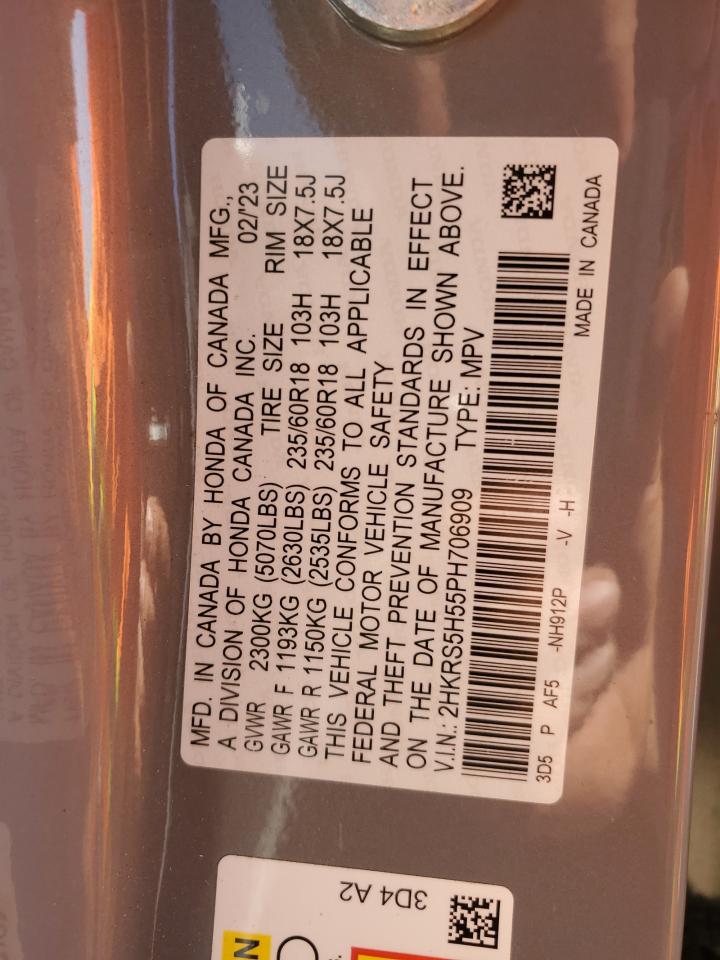 MFD. IN CANADA BY HONDA OF CANADA MFG.,
A DIVISION OF HONDA CANADA INC. 02/'23
GVWR 2300KG (5070LBS) TIRE SIZE RIM SIZE
GAWR F 1193KG (2630LBS) 235/60R18 103H 18X7.5J
GAWR R 1150KG (2535LBS) 235/60R18 103H 18X7.5J
THIS VEHICLE CONFORMS TO ALL APPLICABLE
FEDERAL MOTOR VEHICLE SAFETY
AND THEFT PREVENTION STANDARDS IN EFFECT
ON THE DATE OF MANUFACTURE SHOWN ABOVE.
V.I.N.: 2HKRS5H55PH706909 TYPE: MPV
3D5 P AF5 -NH912P -V -H MADE IN CANADA
3D4 A2